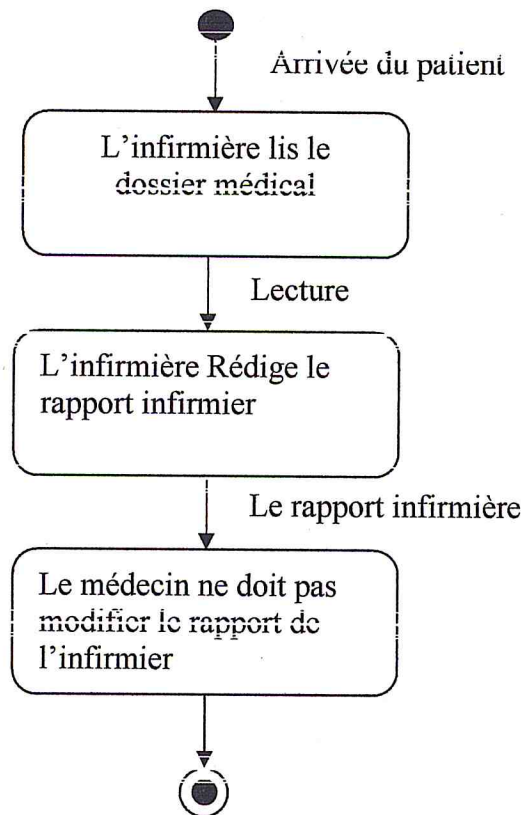 Arrivée du patient
L'infirmière lis le
dossier médical
Lecture
L'infirmière Rédige le
rapport infirmier
Le rapport infirmière
Le médecin ne doit pas
modifier le rapport de
l'infirmier